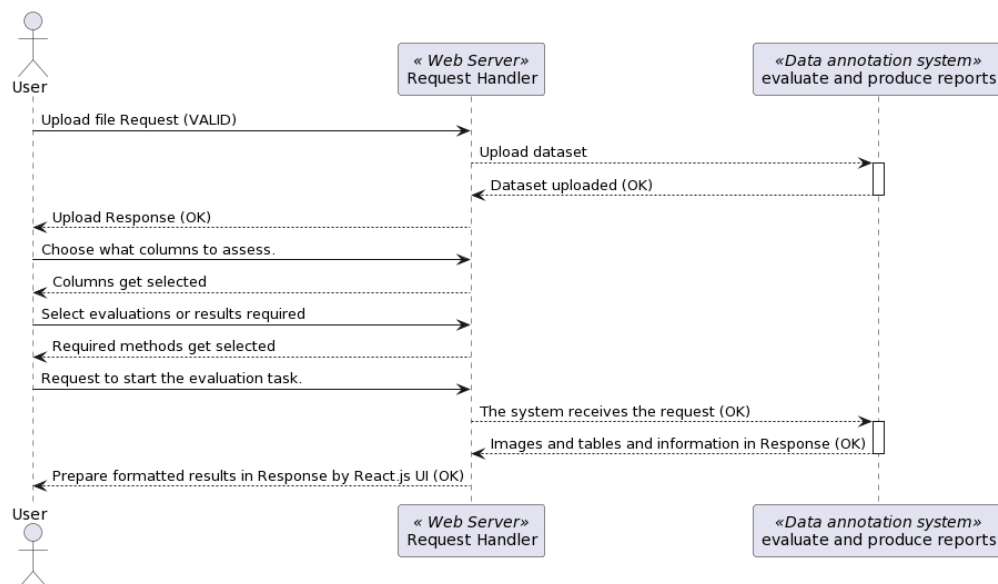 User
« Web Server»
Request Handler
«Data annotation system»
evaluate and produce reports
Upload file Request (VALID)
Upload dataset
Dataset uploaded (OK)
Upload Response (OK)
Choose what columns to assess.
Columns get selected
Select evaluations or results required
Required methods get selected
Request to start the evaluation task.
The system receives the request (OK)
Images and tables and information in Response (OK)
Prepare formatted results in Response by React.js UI (OK)
User
« Web Server»
Request Handler
«Data annotation system»
evaluate and produce reports